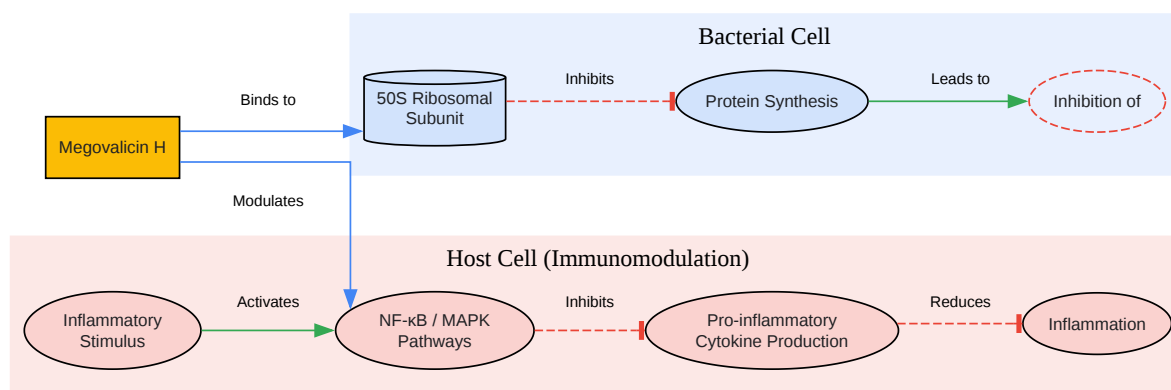 Bacterial Cell
Binds to
50S Ribosomal
Subunit
Inhibits
Protein Synthesis
Leads to
Inhibition of
Megovalicin H
Modulates
Host Cell (Immunomodulation)
Inflammatory
Stimulus
Activates
NF-κB / MAPK
Pathways
Inhibits
Pro-inflammatory
Cytokine Production
Reduces
Inflammation